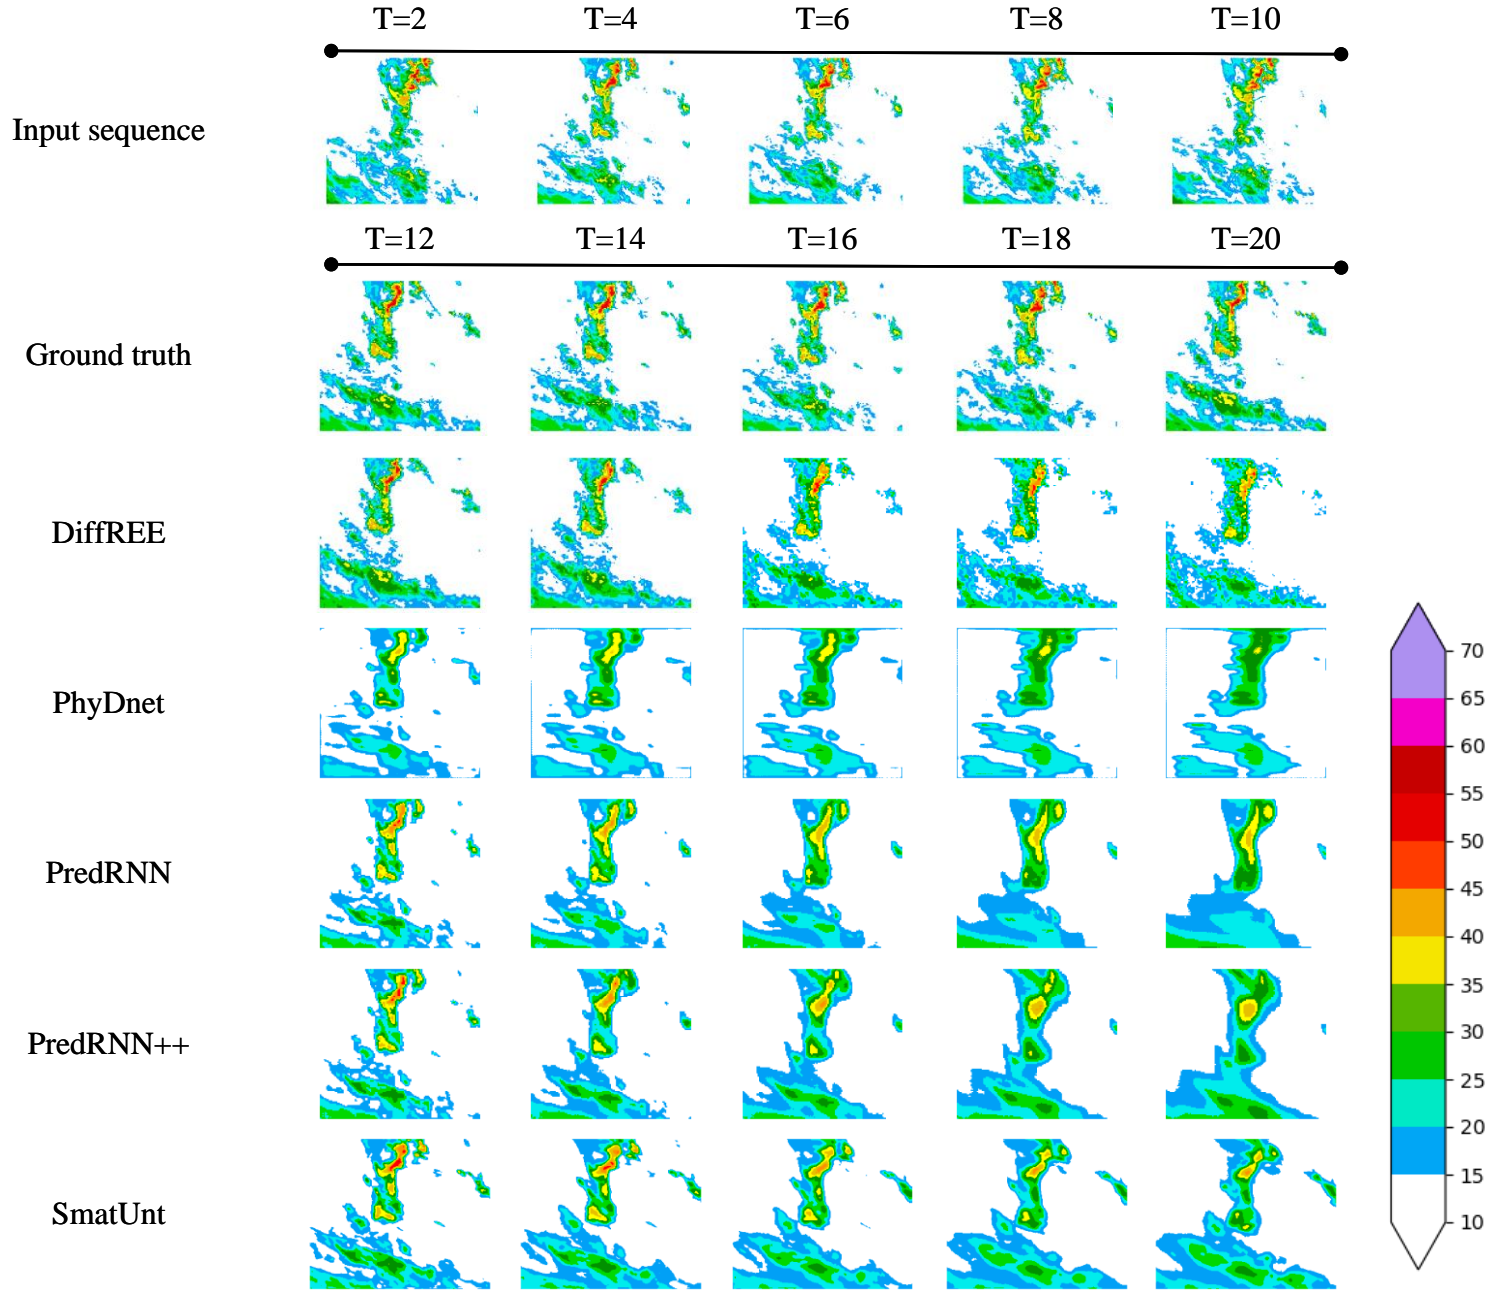 T=2 T=4 T=6 T=8 T=10
Input sequence
T=12 T=14 T=16 T=18 T=20
Ground truth
DiffREE
PhyDnet
PredRNN
PredRNN++
SmatUnt
70
65
60
55
50
45
40
35
30
25
20
15
10